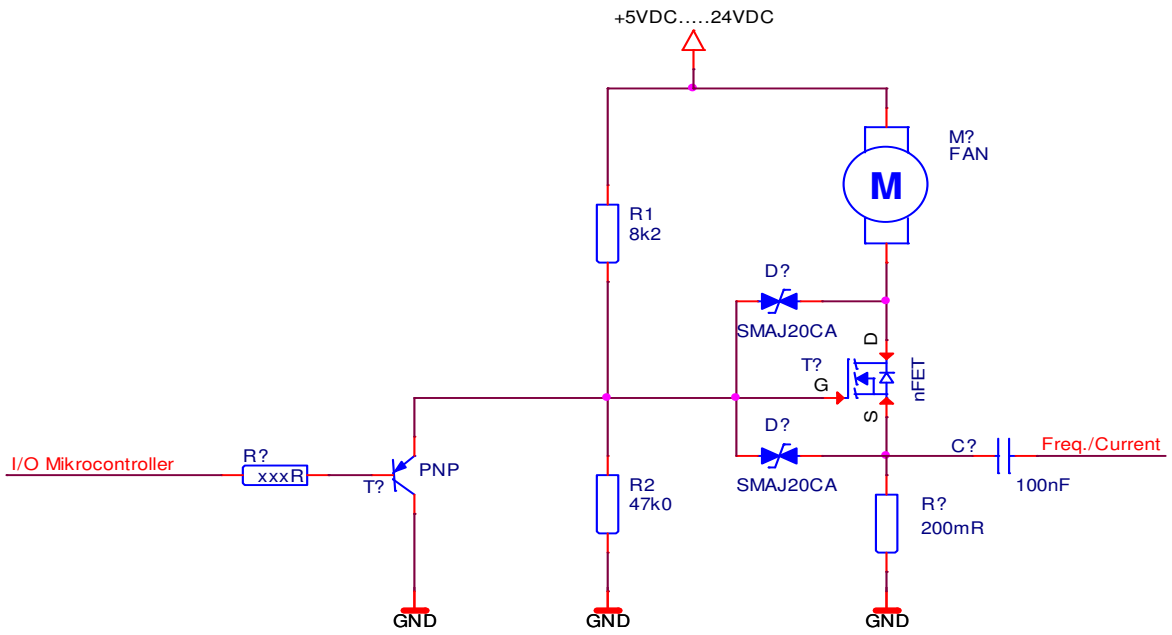 +5VDC.....24VDC
M?
FAN
M
R1
8k2
D?
SMAJ20CA
D
T?
G
nFET
S
D?
SMAJ20CA
C?
Freq./Current
100nF
I/O Mikrocontroller
R?
xxxR
T?
PNP
R2
47k0
R?
200mR
GND
GND
GND